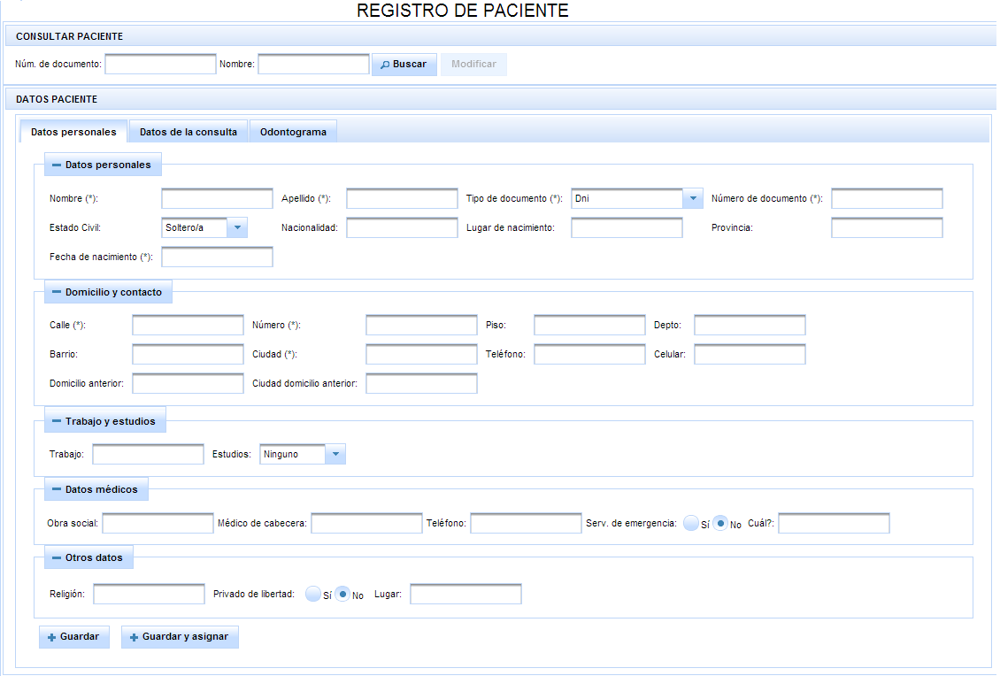 REGISTRO DE PACIENTE
CONSULTAR PACIENTE
Núm. de documento: Nombre: Buscar Modificar
DATOS PACIENTE
Datos personales Datos de la consulta Odontograma
Datos personales
Nombre (*): Apellido (*): Tipo de documento (*): Dni Número de documento (*):
Estado Civil: Soltero/a Nacionalidad: Lugar de nacimiento: Provincia:
Fecha de nacimiento (*):
Domicilio y contacto
Calle (*): Número (*): Piso: Depto:
Barrio: Ciudad (*): Teléfono: Celular:
Domicilio anterior: Ciudad domicilio anterior:
Trabajo y estudios
Trabajo: Estudios: Ninguno
Datos médicos
Obra social: Médico de cabecera: Teléfono: Serv. de emergencia: Sí No Cuál?:
Otros datos
Religión: Privado de libertad: Sí No Lugar:
Guardar Guardar y asignar